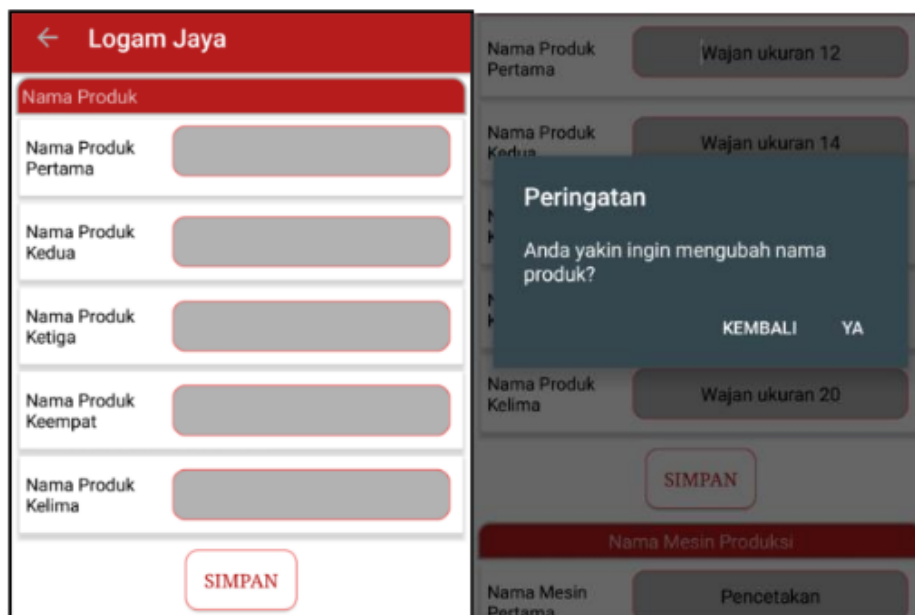 Logam Jaya
Nama Produk
Nama Produk
Pertama
Nama Produk
Kedua
Nama Produk
Ketiga
Nama Produk
Keempat
Nama Produk
Kelima
SIMPAN
Nama Produk
Pertama
Wajan ukuran 12
Nama Produk
Kedua
Wajan ukuran 14
Peringatan
Anda yakin ingin mengubah nama
produk?
KEMBALI YA
Nama Produk
Kelima
Wajan ukuran 20
SIMPAN
Nama Mesin Produksi
Nama Mesin
Pertama
Pencetakan